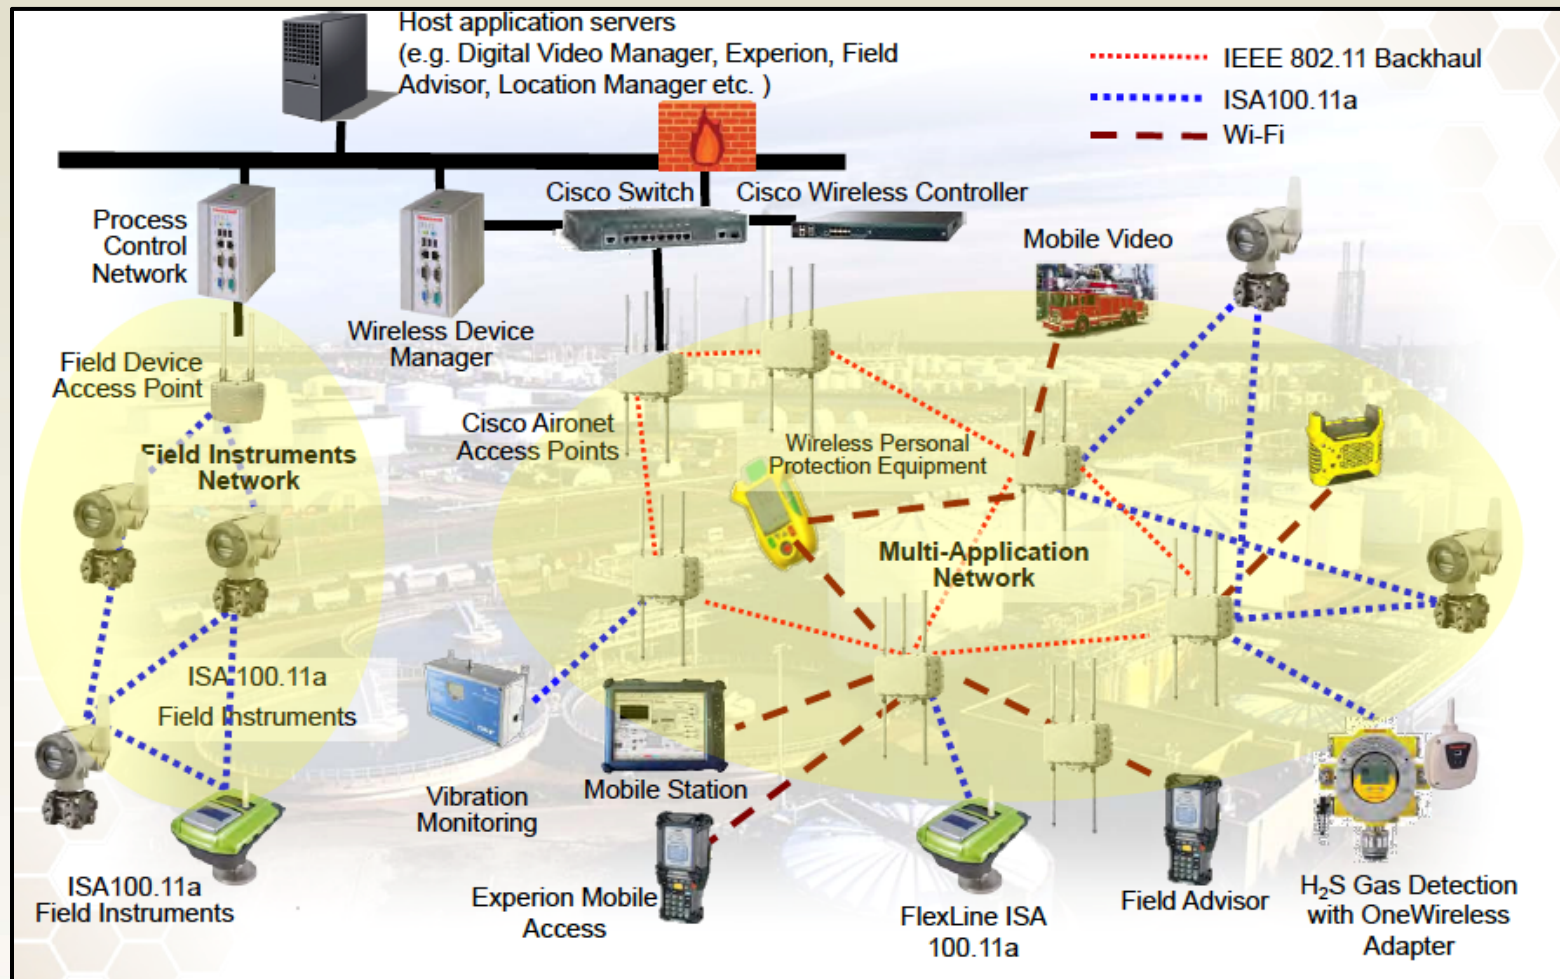 Host application servers
(e.g. Digital Video Manager, Experion, Field
Advisor, Location Manager etc. )
IEEE 802.11 Backhaul
ISA100.11a
Wi-Fi
Cisco Switch
Cisco Wireless Controller
Process
Control
Network
Mobile Video
Wireless Device
Manager
Field Device
Access Point
Cisco Aironet
Access Points
Wireless Personal
Protection Equipment
Field Instruments
Network
Multi-Application
Network
ISA 100.11a
Field Instruments
Vibration
Monitoring
Mobile Station
ISA100.11a
Field Instruments
Experion Mobile
Access
FlexLine ISA
100.11a
Field Advisor
H₂S Gas Detection
with OneWireless
Adapter